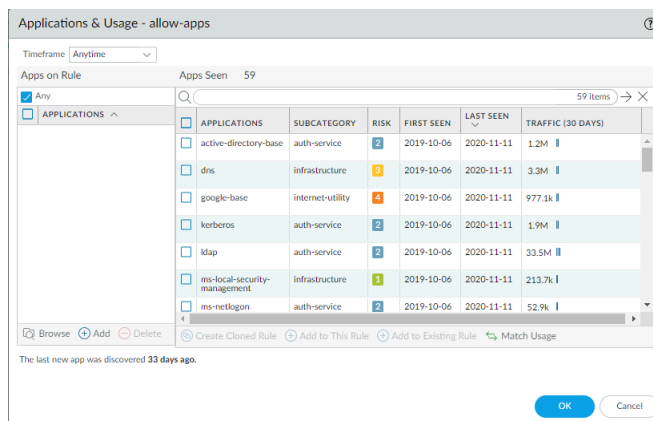 Applications & Usage - allow-apps
Timeframe Anytime
Apps on Rule
Apps Seen 59
Any
59 items
APPLICATIONS
APPLICATIONS SUBCATEGORY RISK FIRST SEEN LAST SEEN TRAFFIC (30 DAYS)
active-directory-base auth-service 2 2019-10-06 2020-11-11 1.2M
dns infrastructure 3 2019-10-06 2020-11-11 3.3M
google-base internet-utility 4 2019-10-06 2020-11-11 977.1k
kerberos auth-service 2 2019-10-06 2020-11-11 1.9M
ldap auth-service 2 2019-10-06 2020-11-11 33.5M
ms-local-security-management infrastructure 1 2019-10-06 2020-11-11 213.7k
ms-netlogon auth-service 2 2019-10-06 2020-11-11 52.9k
Browse Add Delete
Create Cloned Rule Add to This Rule Add to Existing Rule Match Usage
The last new app was discovered 33 days ago.
OK Cancel